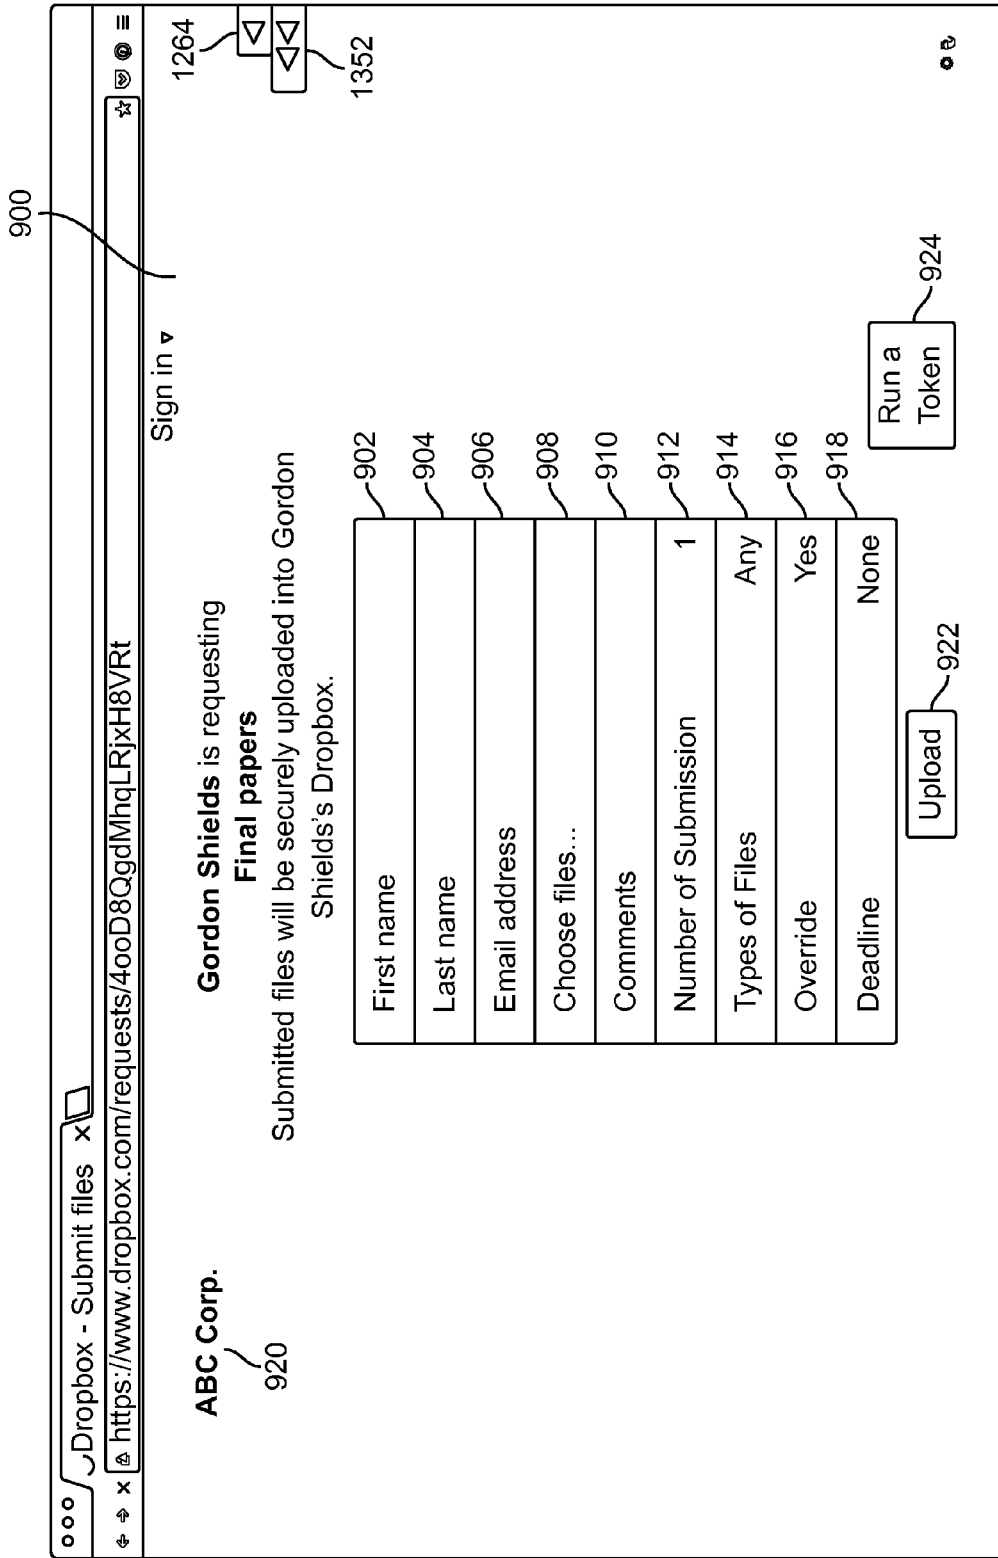 900
Dropbox - Submit files x
https://www.dropbox.com/requests/4ooD8QgdMhqLRjxH8VRt
Sign in
1264
1352
ABC Corp.
920
Gordon Shields is requesting
Final papers
Submitted files will be securely uploaded into Gordon
Shields's Dropbox.
First name 902
Last name 904
Email address 906
Choose files... 908
Comments 910
Number of Submission 1 912
Types of Files Any 914
Override Yes 916
Deadline None 918
Upload 922
Run a
Token
924